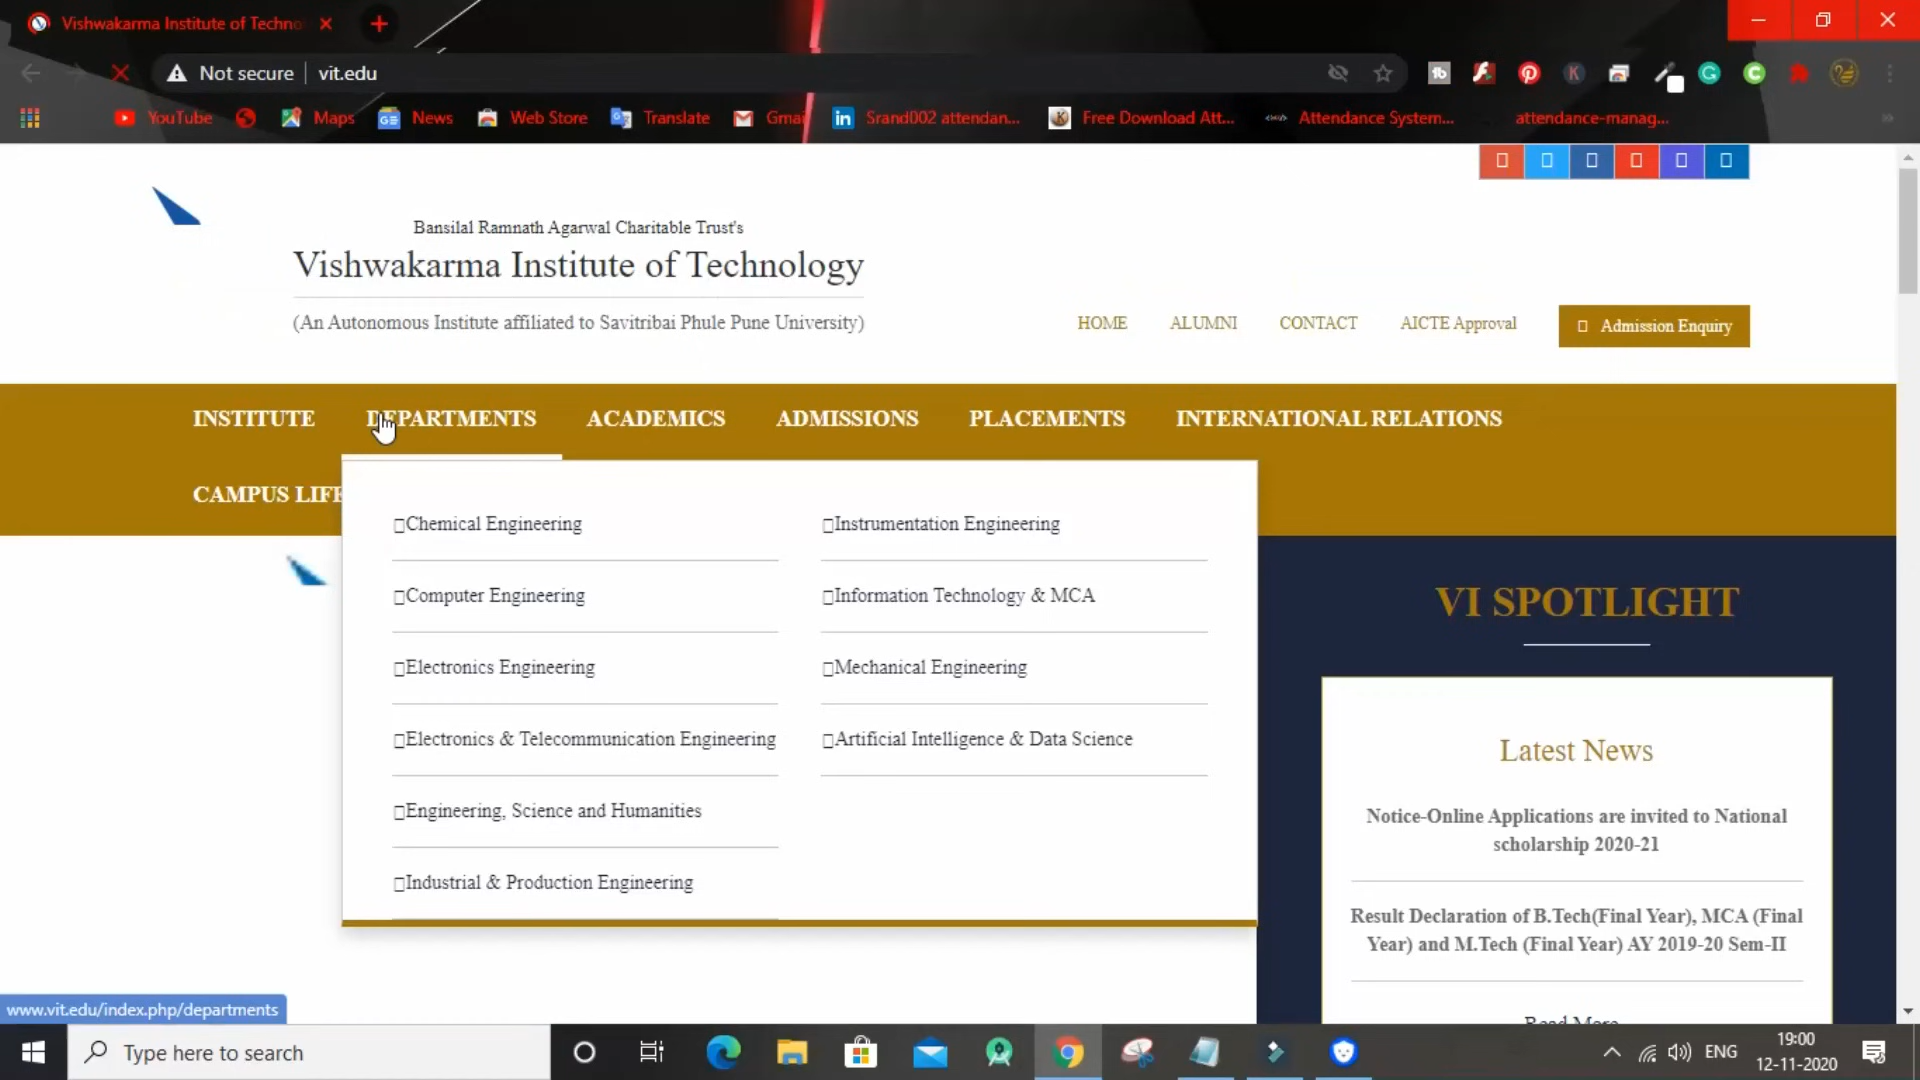 Vishwakarma Institute of Techno
Not secure
vit.edu
YouTube
Maps
News
Web Store
Translate
Gmai
Srand002 attendan...
Free Download Att...
Attendance System...
attendance-manag...
Bansilal Ramnath Agarwal Charitable Trust's
Vishwakarma Institute of Technology
(An Autonomous Institute affiliated to Savitribai Phule Pune University)
HOME
ALUMNI
CONTACT
AICTE Approval
Admission Enquiry
INSTITUTE
DEPARTMENTS
ACADEMICS
ADMISSIONS
PLACEMENTS
INTERNATIONAL RELATIONS
CAMPUS LIFE
Chemical Engineering
Computer Engineering
Electronics Engineering
Electronics & Telecommunication Engineering
Engineering, Science and Humanities
Industrial & Production Engineering
Instrumentation Engineering
Information Technology & MCA
Mechanical Engineering
Artificial Intelligence & Data Science
VI SPOTLIGHT
Latest News
Notice-Online Applications are invited to National
scholarship 2020-21
Result Declaration of B.Tech(Final Year), MCA (Final
Year) and M.Tech (Final Year) AY 2019-20 Sem-II
Read More
www.vit.edu/index.php/departments
Type here to search
ENG
19:00
12-11-2020